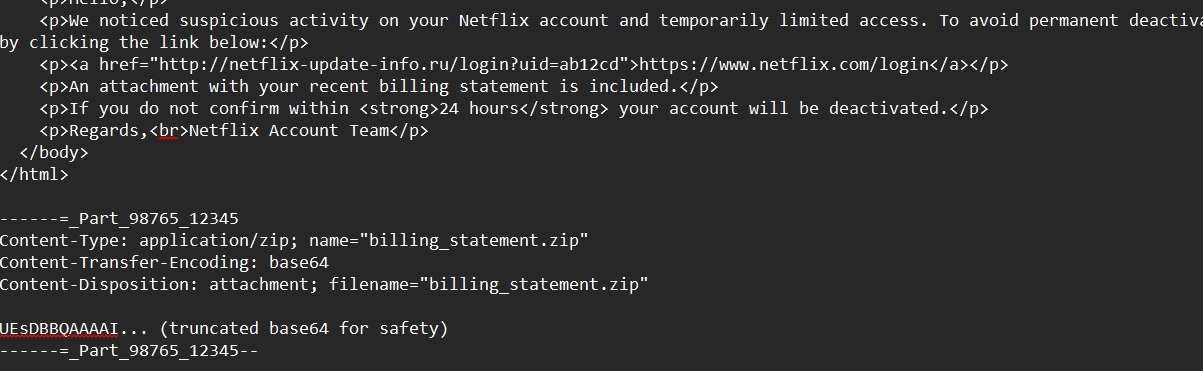 <p>Hello,</p>
<p>We noticed suspicious activity on your Netflix account and temporarily limited access. To avoid permanent deactiva
by clicking the link below:</p>
<p><a href="http://netflix-update-info.ru/login?uid=ab12cd">https://www.netflix.com/login</a></p>
<p>An attachment with your recent billing statement is included.</p>
<p>If you do not confirm within <strong>24 hours</strong> your account will be deactivated.</p>
<p>Regards,<br>Netflix Account Team</p>
</body>
</html>
------=_Part_98765_12345
Content-Type: application/zip; name="billing_statement.zip"
Content-Transfer-Encoding: base64
Content-Disposition: attachment; filename="billing_statement.zip"
UEsDBBQAAAAI... (truncated base64 for safety)
------=_Part_98765_12345--